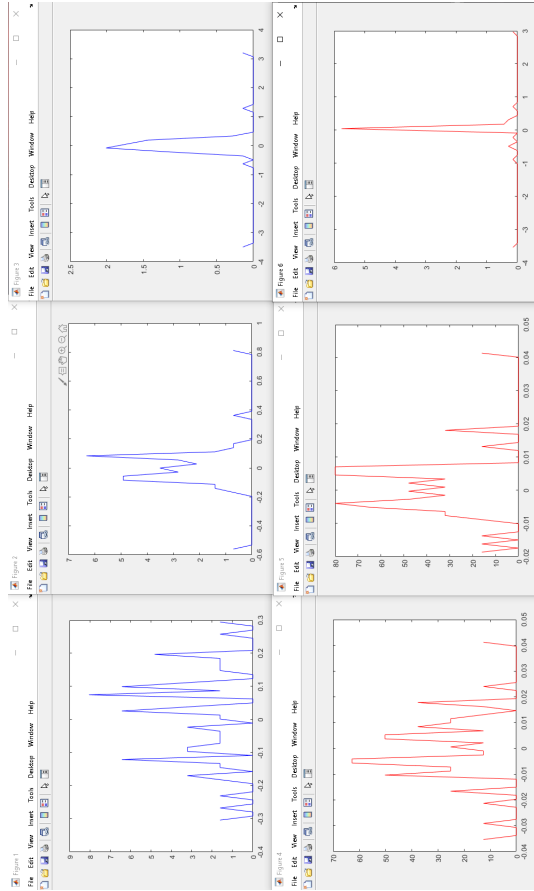 Figure 1
File Edit View Insert Tools Desktop Window Help
9
8
7
6
5
4
3
2
1
0
-0.4 -0.3 -0.2 -0.1 0 0.1 0.2 0.3
Figure 2
File Edit View Insert Tools Desktop Window Help
7
6
5
4
3
2
1
0
-0.6 -0.4 -0.2 0 0.2 0.4 0.6 0.8 1
Figure 3
File Edit View Insert Tools Desktop Window Help
2.5
2
1.5
1
0.5
0
-4 -3 -2 -1 0 1 2 3 4
Figure 4
File Edit View Insert Tools Desktop Window Help
70
60
50
40
30
20
10
0
-0.04 -0.03 -0.02 -0.01 0 0.01 0.02 0.03 0.04 0.05
Figure 5
File Edit View Insert Tools Desktop Window Help
80
70
60
50
40
30
20
10
0
-0.02 -0.01 0 0.01 0.02 0.03 0.04 0.05
Figure 6
File Edit View Insert Tools Desktop Window Help
6
5
4
3
2
1
0
-4 -3 -2 -1 0 1 2 3